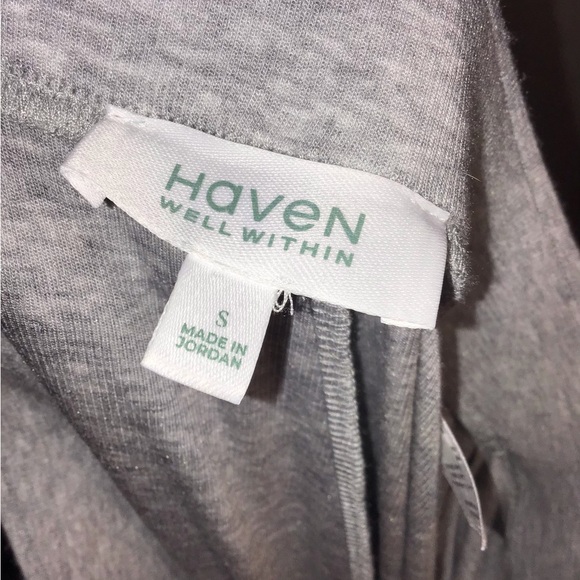 HaveN
WELL WITHIN
S
MADE IN
JORDAN